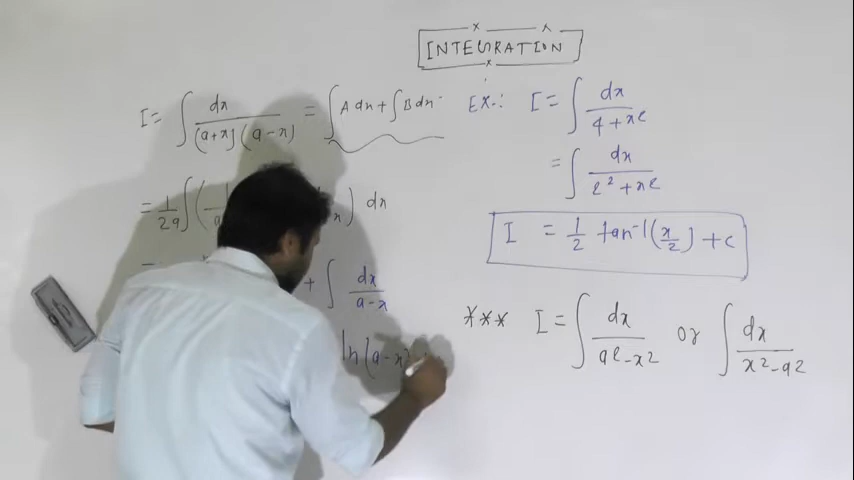 INTEGRATION
I = ∫ dx / (a+x) (a-x) = ∫ A dx + ∫ B dx
= 1/2a ∫ ( 1/a x ) dx
+ ∫ dx / a-x
ln (a-x)
EX.: I = ∫ dx / 4 + x2
= ∫ dx / 2² + x2
I = 1/2 tan⁻¹ (x/2) + c
*** I = ∫ dx / a2 - x2 or ∫ dx / x2 - a2